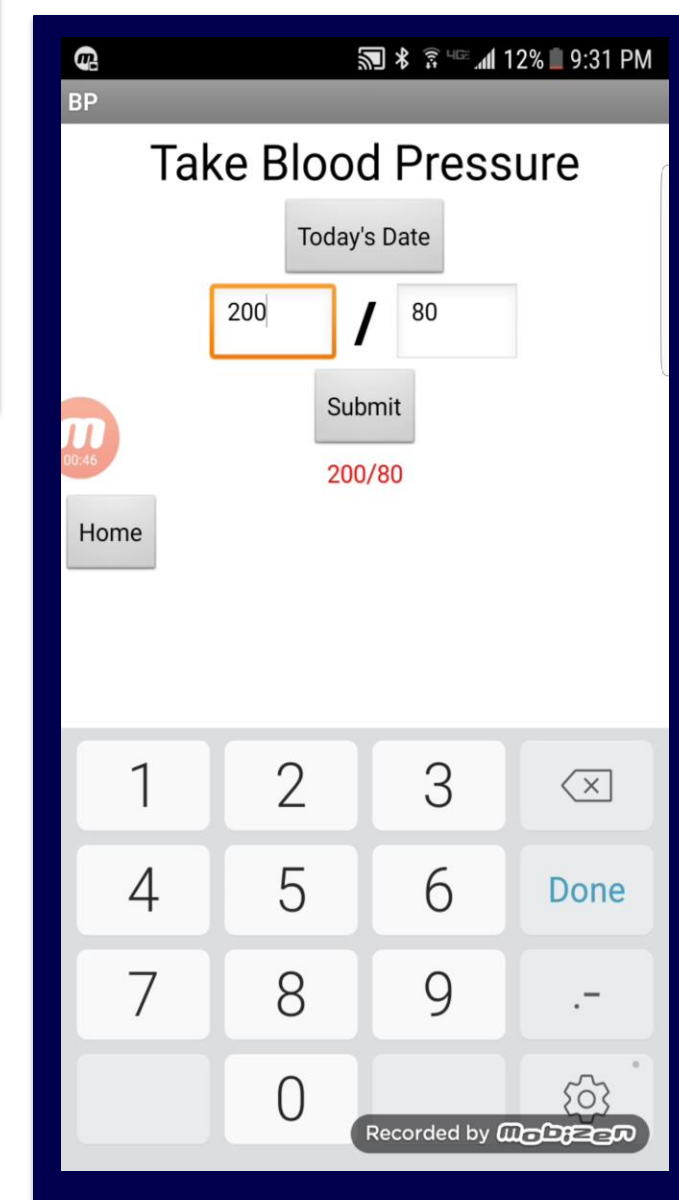 4GE 12% 9:31 PM
BP
Take Blood Pressure
Today's Date
200 / 80
Submit
m
00:46
200/80
Home
1 2 3
4 5 6 Done
7 8 9 .-
0
Recorded by Mobizen